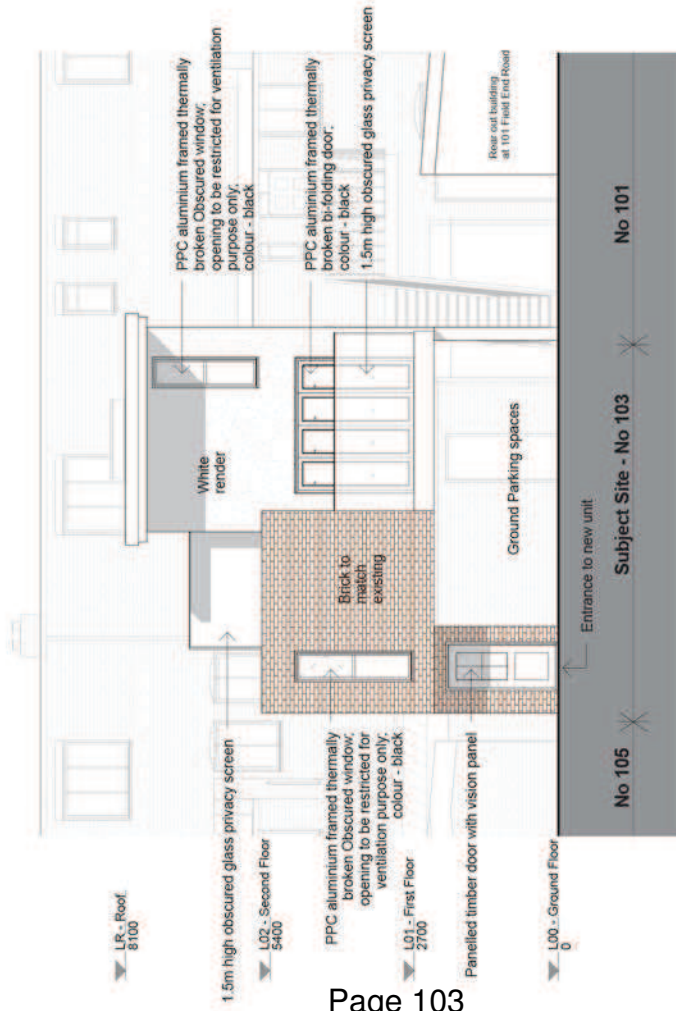 PPC aluminium framed thermally
broken Obscured window;
opening to be restricted for ventilation
purpose only;
colour - black
PPC aluminium framed thermally
broken bi-folding door;
colour - black
1.5m high obscured glass privacy screen
Rear out building
at 101 Field End Road
White
render
Brick to
match
existing
Ground Parking spaces
LR - Roof.
8100
1.5m high obscured glass privacy screen
L02 - Second Floor
5400
PPC aluminium framed thermally
broken Obscured window;
opening to be restricted for
ventilation purpose only;
colour - black
L01 - First Floor
2700
Panelled timber door with vision panel
L00 - Ground Floor
0
Entrance to new unit
No 105
Subject Site - No 103
No 101
Page 103